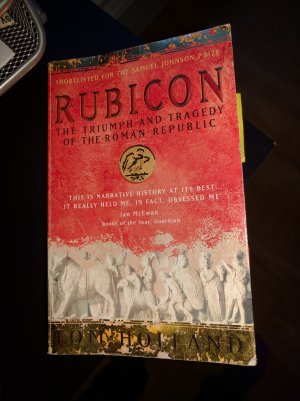 SHORTLISTED FOR THE SAMUEL JOHNSON PRIZE
RUBICON
THE TRIUMPH AND TRAGEDY
OF THE ROMAN REPUBLIC
'THIS IS NARRATIVE HISTORY AT ITS BEST...
IT REALLY HELD ME, IN FACT, OBSESSED ME'
Ian McEwan
Books of the Year, Guardian
TOM HOLLAND